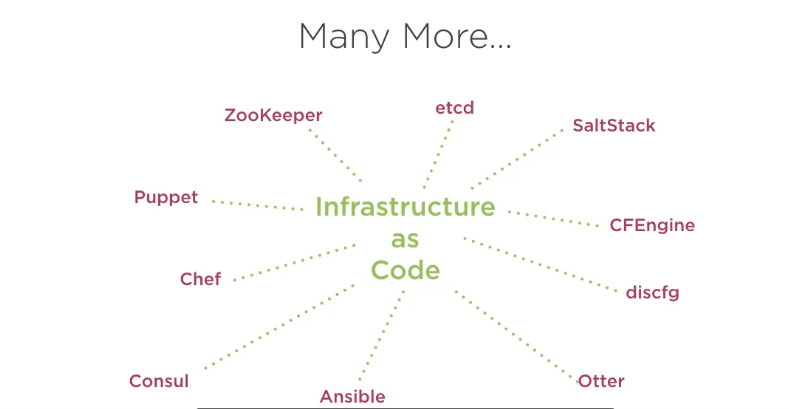 Many More...
ZooKeeper
etcd
SaltStack
Puppet
Infrastructure
as
Code
CFEngine
Chef
discfg
Consul
Ansible
Otter